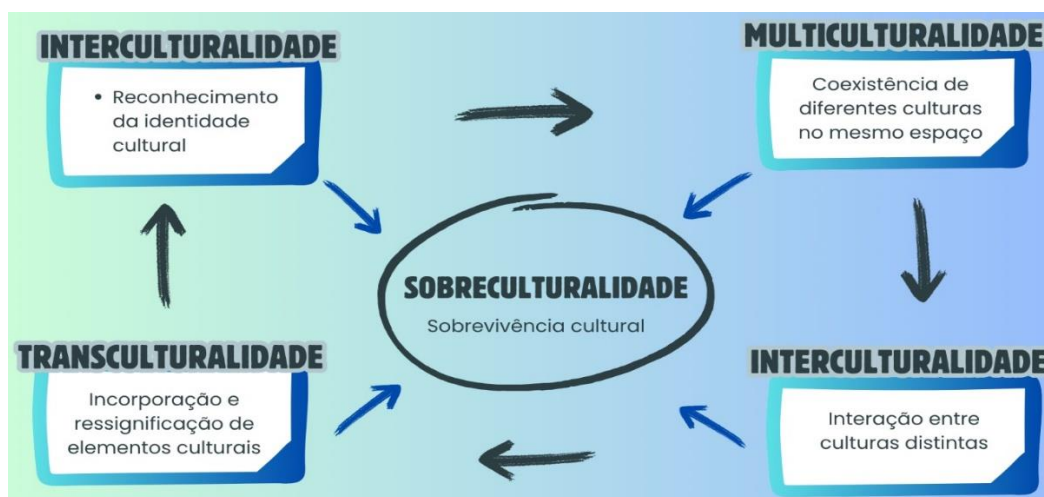 INTERCULTURALIDADE
• Reconhecimento
da identidade
cultural
MULTICULTURALIDADE
Coexistência de
diferentes culturas
no mesmo espaço
SOBRECULTURALIDADE
Sobrevivência cultural
TRANSCULTURALIDADE
Incorporação e
ressignificação de
elementos culturais
INTERCULTURALIDADE
Interação entre
culturas distintas